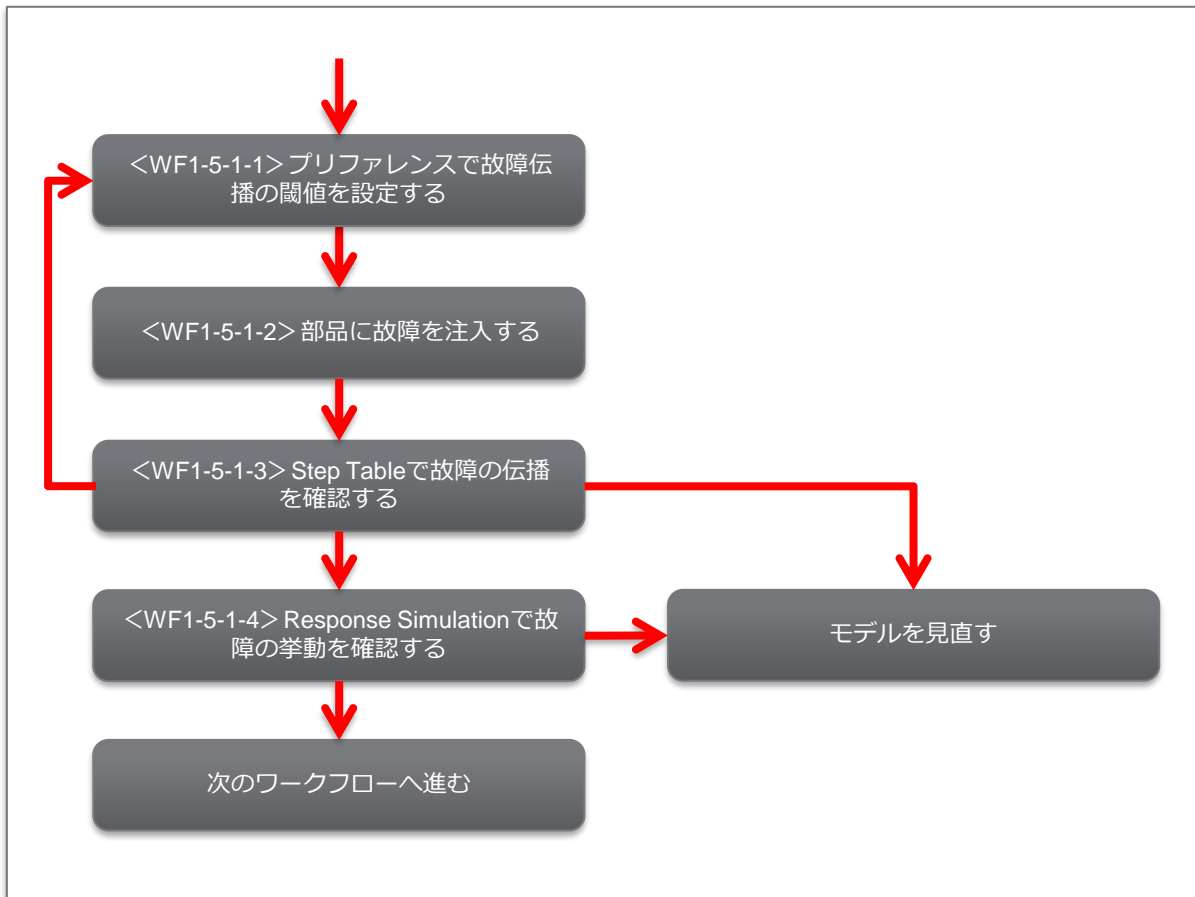 <WF1-5-1-1>プリファレンスで故障伝
播の閾値を設定する
<WF1-5-1-2>部品に故障を注入する
<WF1-5-1-3>Step Tableで故障の伝播
を確認する
<WF1-5-1-4>Response Simulationで故
障の挙動を確認する
モデルを見直す
次のワークフローへ進む